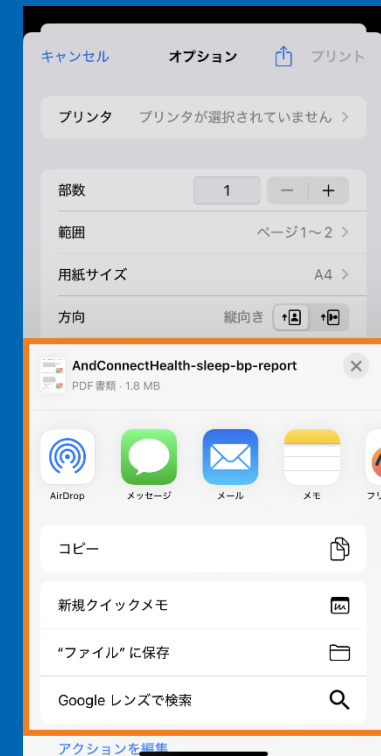 キャンセル オプション プリント
プリンタ プリンタが選択されていません
部数 1
範囲 ページ1〜2
用紙サイズ A4
方向 縦向き
AndConnectHealth-sleep-bp-report
PDF書類・1.8 MB
AirDrop メッセージ メール メモ フリ
コピー
新規クイックメモ
“ファイル” に保存
Google レンズで検索
アクションを編集